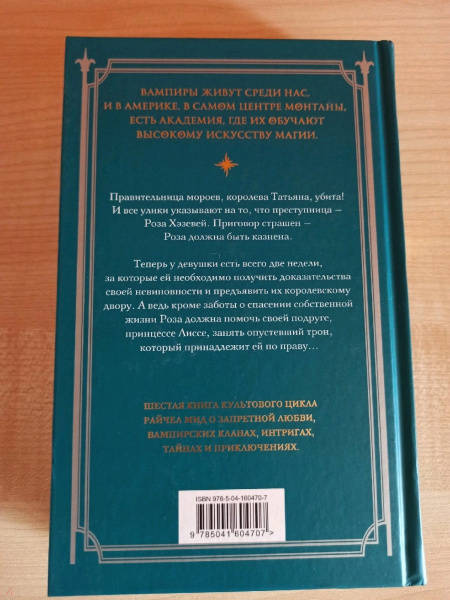 ВАМПИРЫ ЖИВУТ СРЕДИ НАС.
И В АМЕРИКЕ, В САМОМ ЦЕНТРЕ МОНТАНЫ,
ЕСТЬ АКАДЕМИЯ, ГДЕ ИХ ОБУЧАЮТ
ВЫСОКОМУ ИСКУССТВУ МАГИИ.
Правительница мороев, королева Татьяна, убита!
И все улики указывают на то, что преступница —
Роза Хэзевей. Приговор страшен —
Роза должна быть казнена.
Теперь у девушки есть всего две недели,
за которые ей необходимо получить доказательства
своей невиновности и предъявить их королевскому
двору. А ведь кроме заботы о спасении собственной
жизни Роза должна помочь своей подруге,
принцессе Лиссе, занять опустевший трон,
который принадлежит ей по праву...
ШЕСТАЯ КНИГА КУЛЬТОВОГО ЦИКЛА
РАЙЧЕЛ МИД О ЗАПРЕТНОЙ ЛЮБВИ,
ВАМПИРСКИХ КЛАНАХ, ИНТРИГАХ,
ТАЙНАХ И ПРИКЛЮЧЕНИЯХ.
ISBN 978-5-04-160470-7
9 785041 604707 >